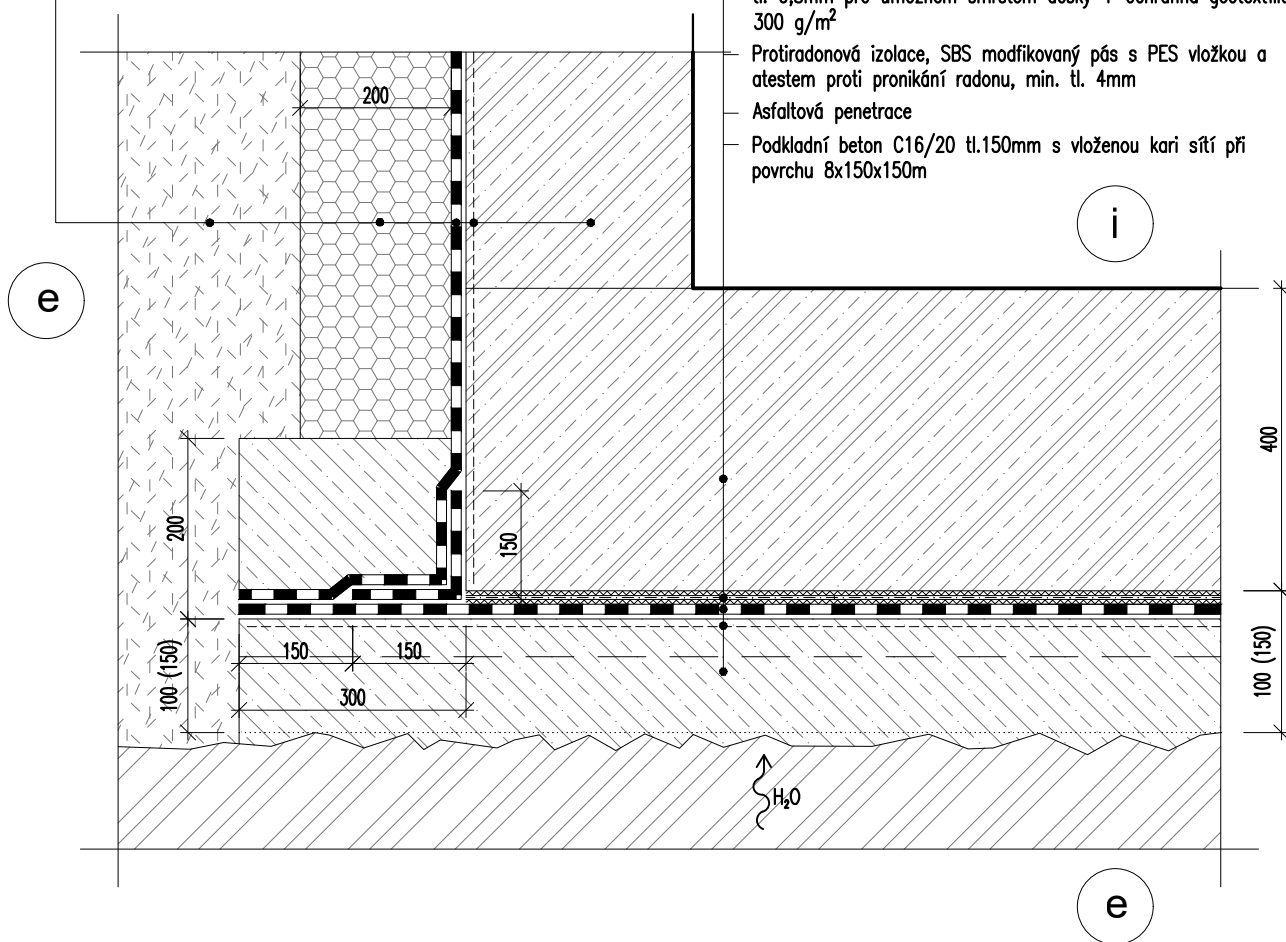 300 g/m²
Protiradonová izolace, SBS modfikovaný pás s PES vložkou a
atestem proti pronikání radonu, min. tl. 4mm
Asfaltová penetrace
Podkladní beton C16/20 tl.150mm s vloženou kari sítí při
povrchu 8x150x150m
200
i
e
400
200
150
100 (150)
150
150
300
100 (150)
H₂O
e